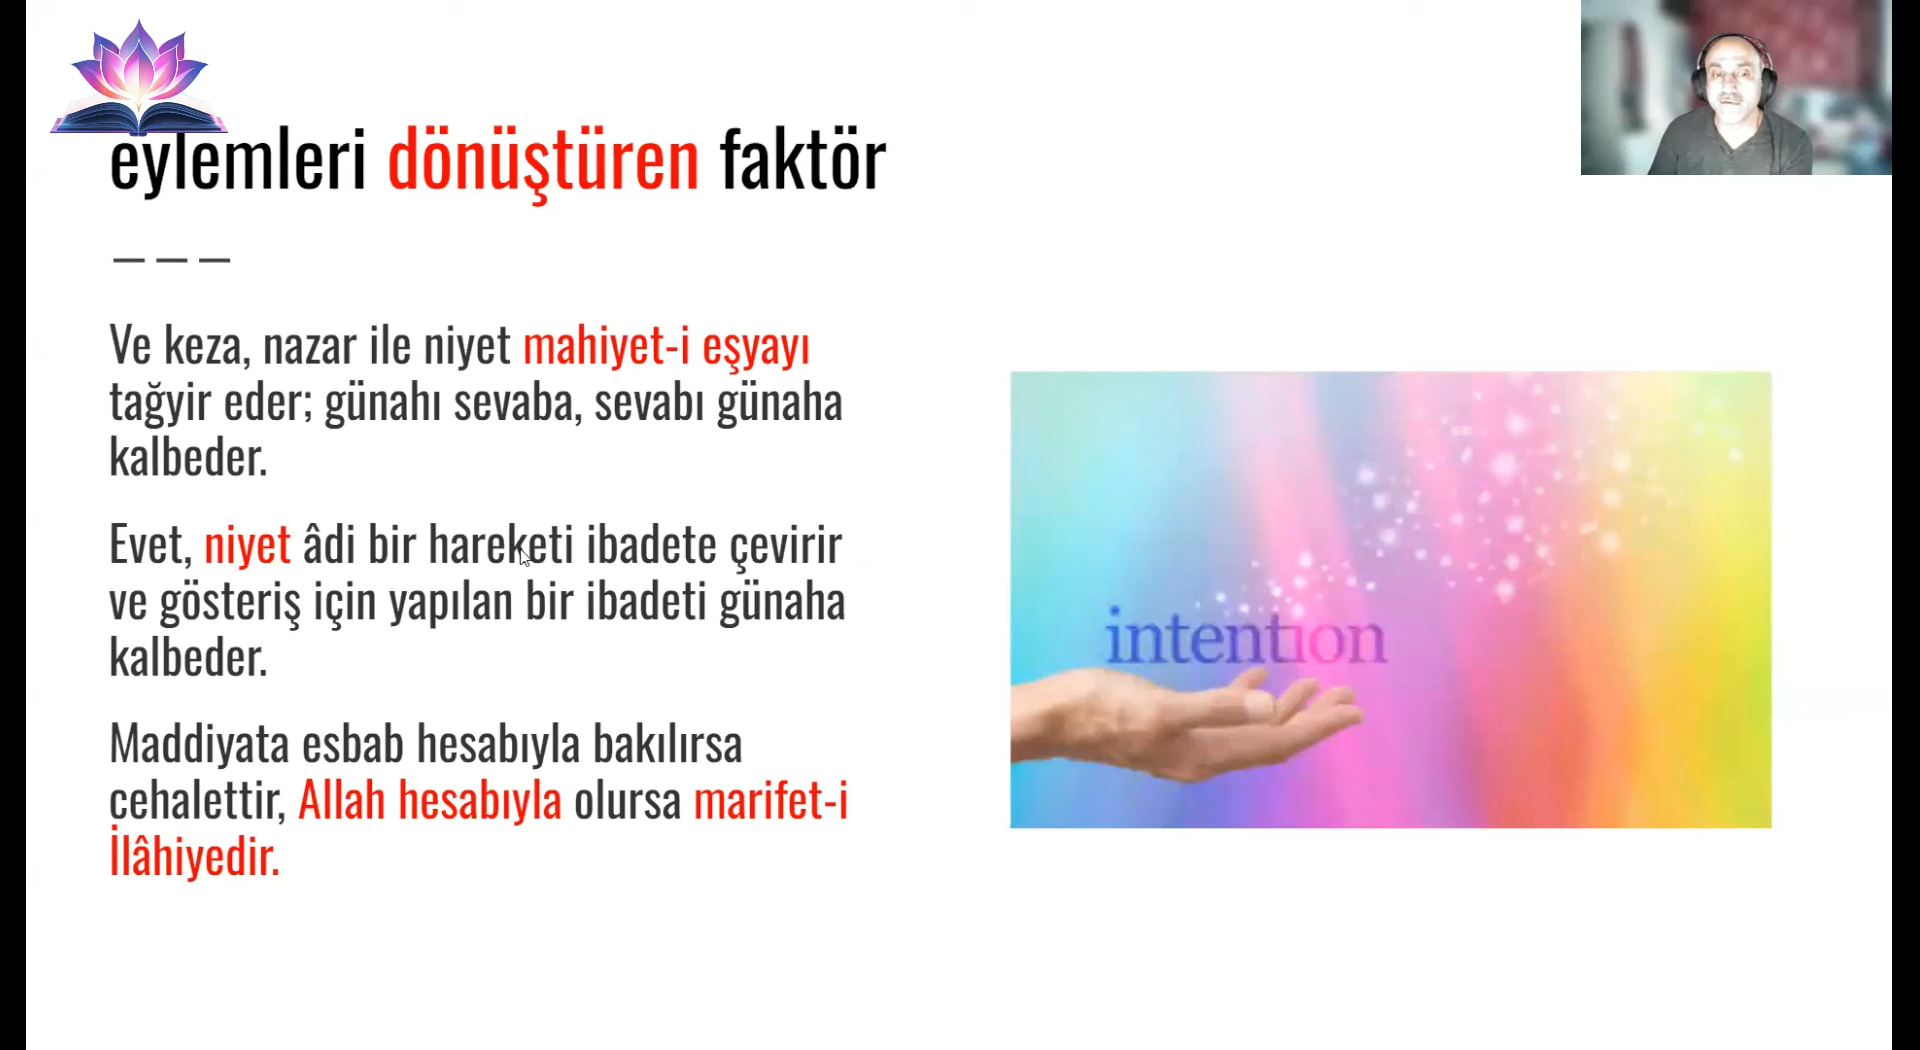 eylemleri dönüştüren faktör
Ve keza, nazar ile niyet mahiyet-i eşyayı
tağyir eder; günahı sevaba, sevabı günaha
kalbeder.
Evet, niyet âdi bir hareketi ibadete çevirir
ve gösteriş için yapılan bir ibadeti günaha
kalbeder.
Maddiyata esbab hesabıyla bakılırsa
cehalettir, Allah hesabıyla olursa marifet-i
İlâhiyedir.
intention